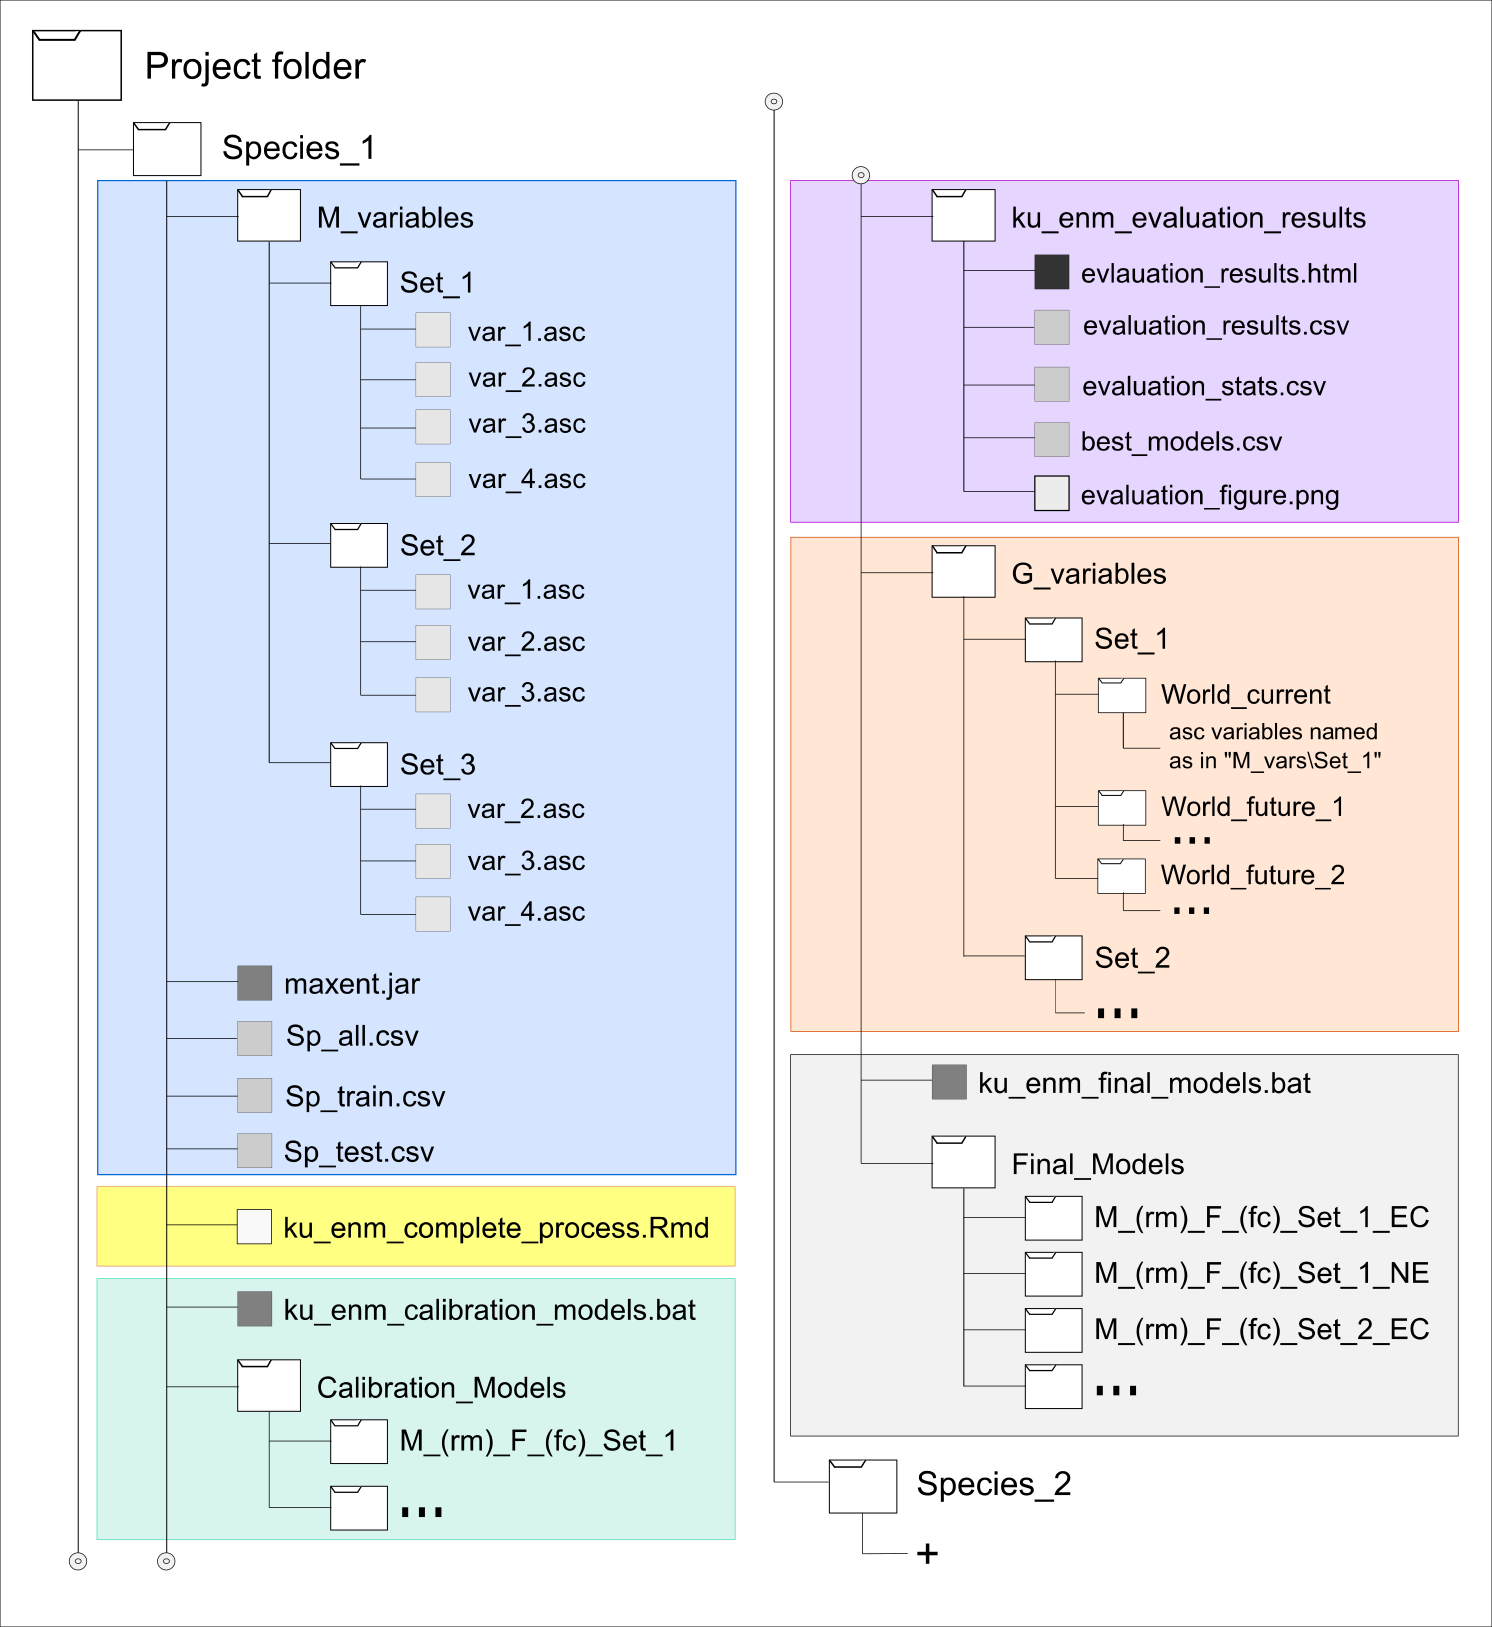 Project folder
Species_1
M_variables
Set_1
var_1.asc
var_2.asc
var_3.asc
var_4.asc
Set_2
var_1.asc
var_2.asc
var_3.asc
Set_3
var_2.asc
var_3.asc
var_4.asc
maxent.jar
Sp_all.csv
Sp_train.csv
Sp_test.csv
ku_enm_complete_process.Rmd
ku_enm_calibration_models.bat
Calibration_Models
M_(rm)_F_(fc)_Set_1
...
ku_enm_evaluation_results
evlauation_results.html
evaluation_results.csv
evaluation_stats.csv
best_models.csv
evaluation_figure.png
G_variables
Set_1
World_current
asc variables named
as in "M_vars\Set_1"
World_future_1
...
World_future_2
...
Set_2
...
ku_enm_final_models.bat
Final_Models
M_(rm)_F_(fc)_Set_1_EC
M_(rm)_F_(fc)_Set_1_NE
M_(rm)_F_(fc)_Set_2_EC
...
Species_2
+